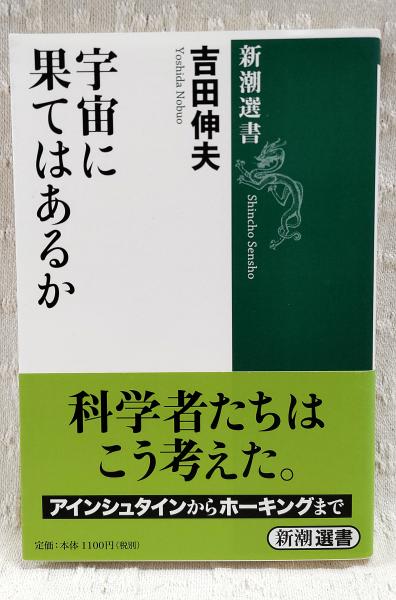 宇宙に
果てはあるか
吉田伸夫
Yoshida Nobuo
新潮選書
Shincho Sensho
科学者たちは
こう考えた。
アインシュタインからホーキングまで
定価:本体1100円(税別)
新潮選書